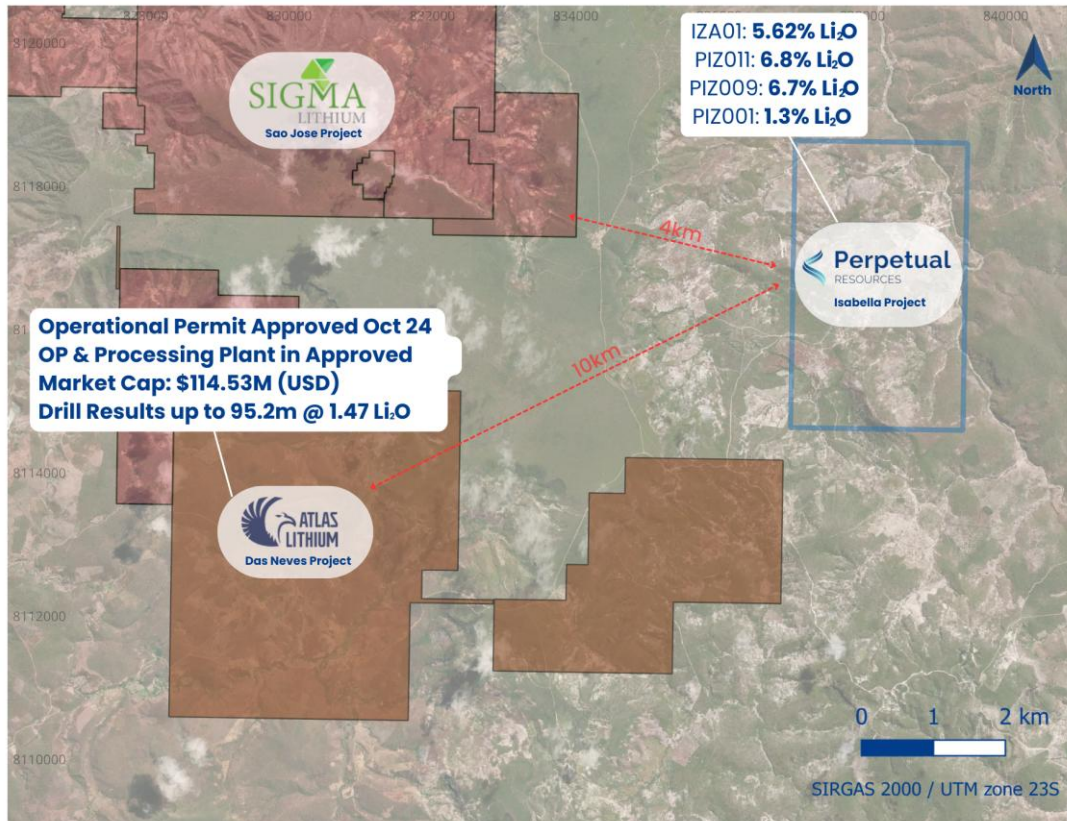 828000
830000
832000
834000
840000
8120000
SIGMA
LITHIUM
Sao Jose Project
IZA01: 5.62% Li₂O
PIZ011: 6.8% Li₂O
PIZ009: 6.7% Li₂O
PIZ001: 1.3% Li₂O
North
8118000
4km
Perpetual
RESOURCES
Isabella Project
Operational Permit Approved Oct 24
OP & Processing Plant in Approved
Market Cap: $114.53M (USD)
Drill Results up to 95.2m @ 1.47 Li₂O
10km
8114000
ATLAS
LITHIUM
Das Neves Project
8112000
0 1 2 km
8110000
SIRGAS 2000 / UTM zone 23S